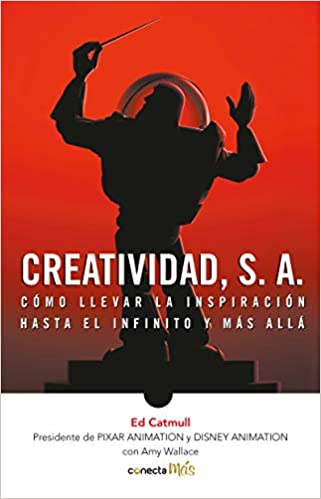 CREATIVIDAD, S. A.
CÓMO LLEVAR LA INSPIRACIÓN
HASTA EL INFINITO Y MÁS ALLÁ
Ed Catmull
Presidente de PIXAR ANIMATION y DISNEY ANIMATION
con Amy Wallace
conecta Más